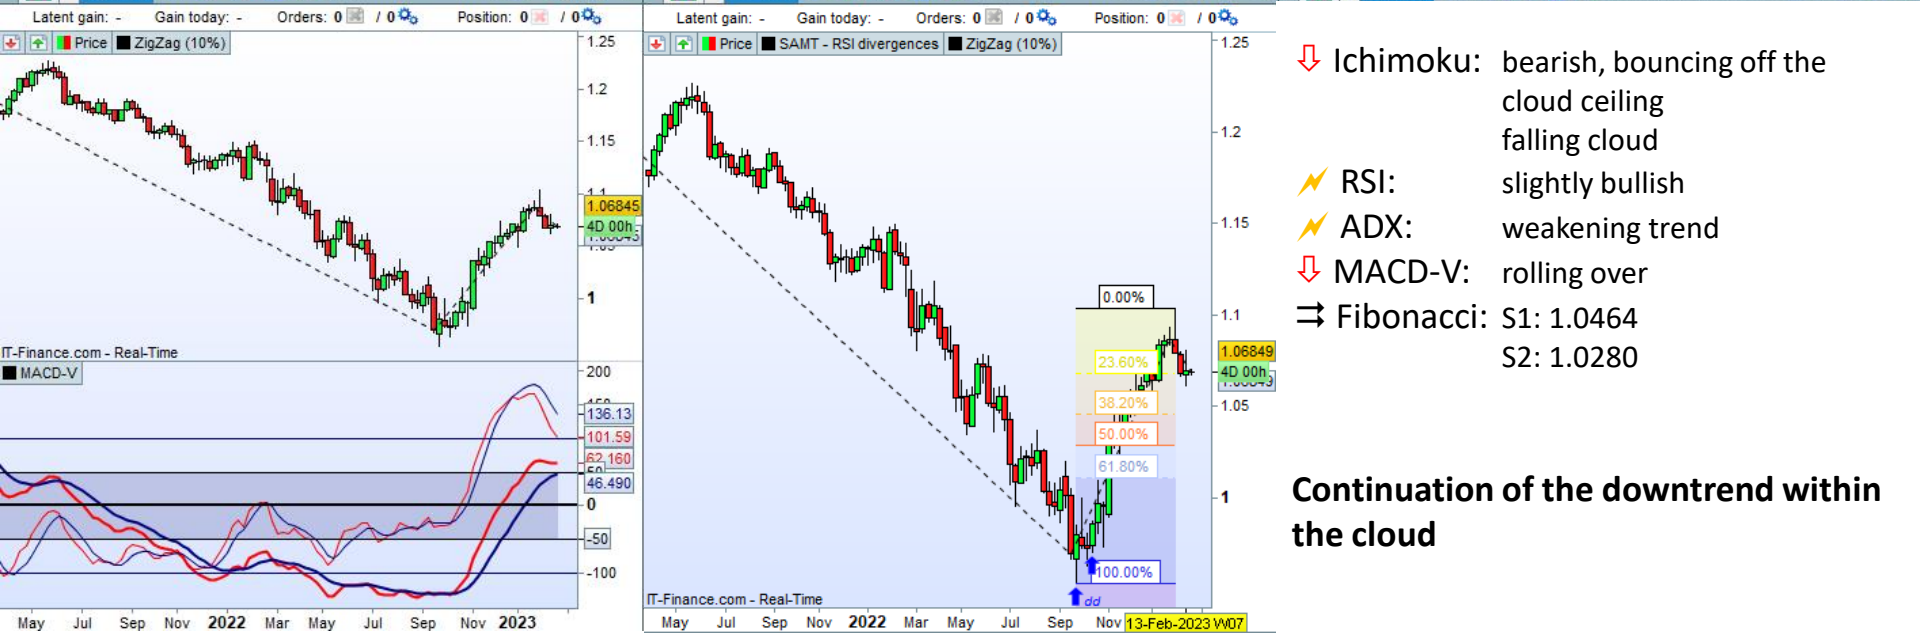 Latent gain: - Gain today: - Orders: 0 / 0 Position: 0 / 0
Price ZigZag (10%)
1.25
1.2
1.15
1.1
1.06845
4D 00h
1
IT-Finance.com - Real-Time
MACD-V
200
136.13
101.59
62.160
50
46.490
0
-50
-100
May Jul Sep Nov 2022 Mar May Jul Sep Nov 2023
Latent gain: - Gain today: - Orders: 0 / 0 Position: 0 / 0
Price SAMT - RSI divergences ZigZag (10%)
1.25
1.2
1.15
0.00%
1.1
1.06849
23.60%
4D 00h
38.20%
1.05
50.00%
61.80%
1
100.00%
dd
IT-Finance.com - Real-Time
May Jul Sep Nov 2022 Mar May Jul Sep Nov 13-Feb-2023 W07
Ichimoku: bearish, bouncing off the
cloud ceiling
falling cloud
RSI: slightly bullish
ADX: weakening trend
MACD-V: rolling over
Fibonacci: S1: 1.0464
S2: 1.0280
Continuation of the downtrend within
the cloud